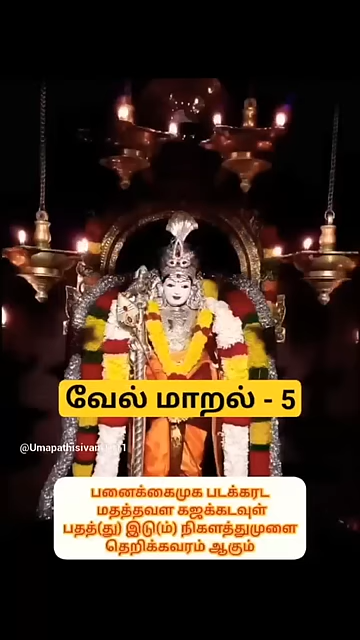 வேல் மாறல் - 5
பனைக்கைமுக படக்கரட
மதத்தவள கஜக்கடவுள்
பதத்(து) இடு(ம்) நிகளத்துமுளை
தெறிக்கவரம் ஆகும்